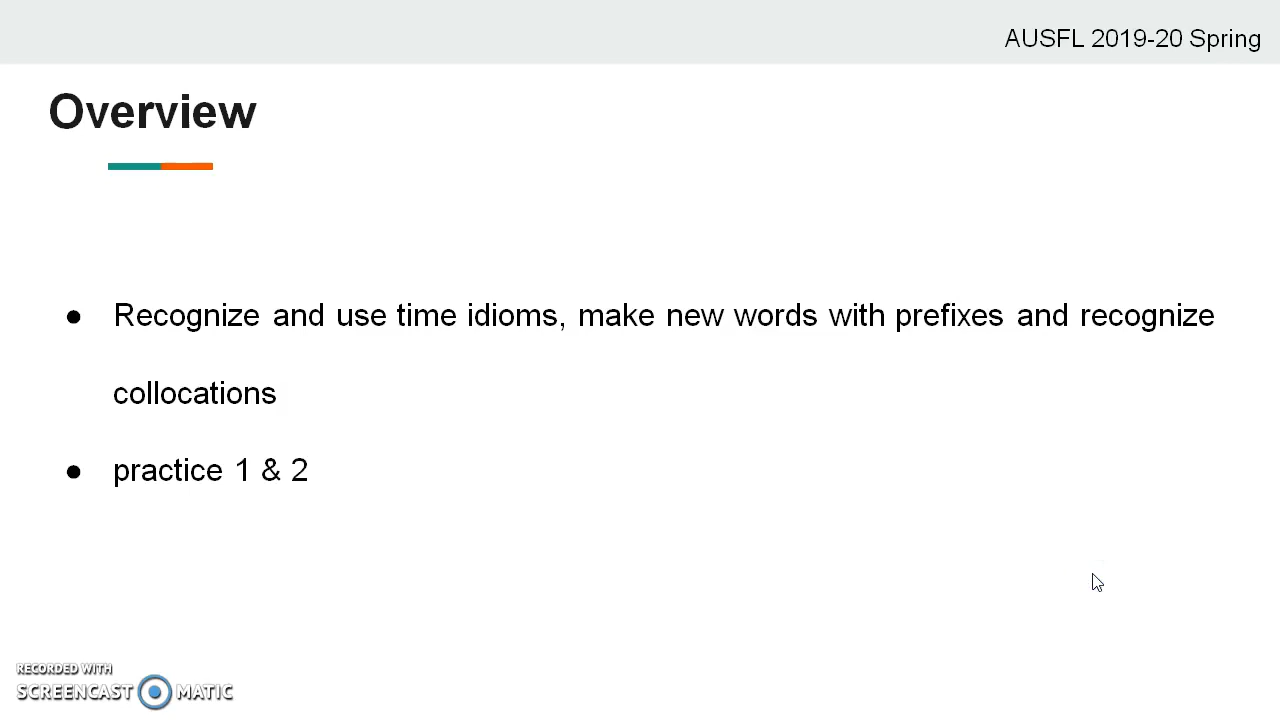 AUSFL 2019-20 Spring
Overview
● Recognize and use time idioms, make new words with prefixes and recognize
collocations
● practice 1 & 2
RECORDED WITH
SCREENCAST MATIC